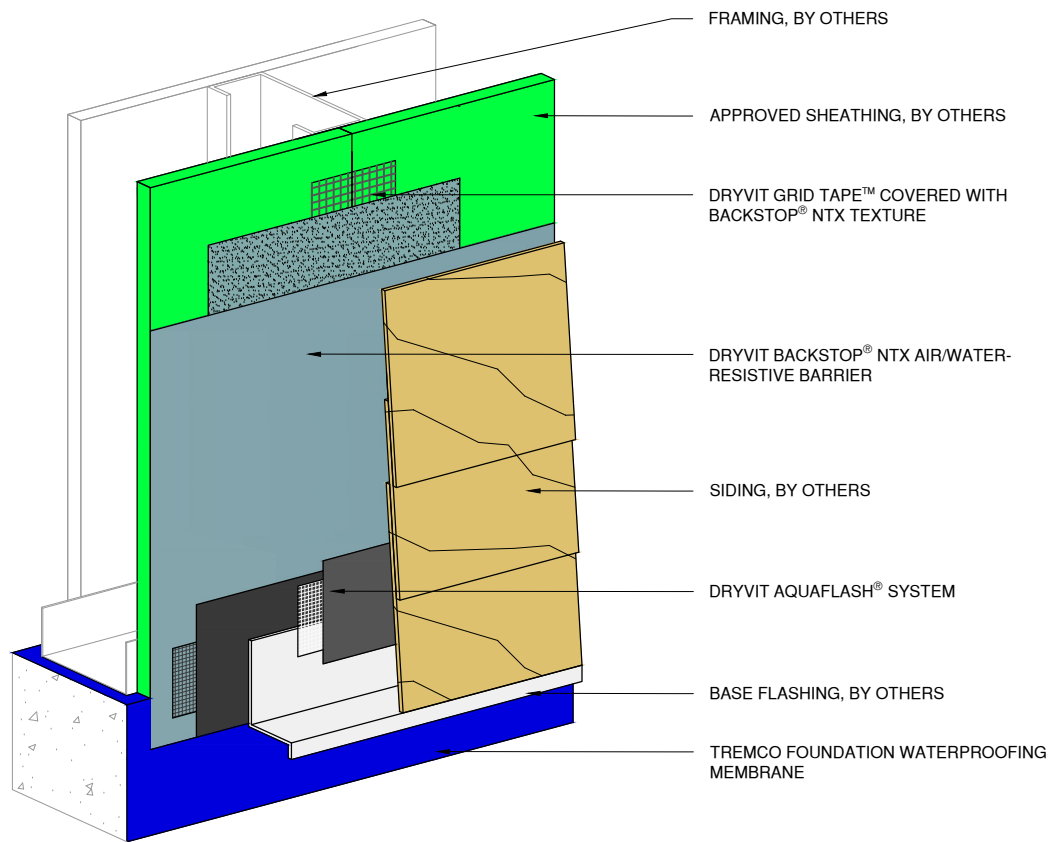 FRAMING, BY OTHERS
APPROVED SHEATHING, BY OTHERS
DRYVIT GRID TAPE™ COVERED WITH
BACKSTOP® NTX TEXTURE
DRYVIT BACKSTOP® NTX AIR/WATER-
RESISTIVE BARRIER
SIDING, BY OTHERS
DRYVIT AQUAFLASH® SYSTEM
BASE FLASHING, BY OTHERS
TREMCO FOUNDATION WATERPROOFING
MEMBRANE